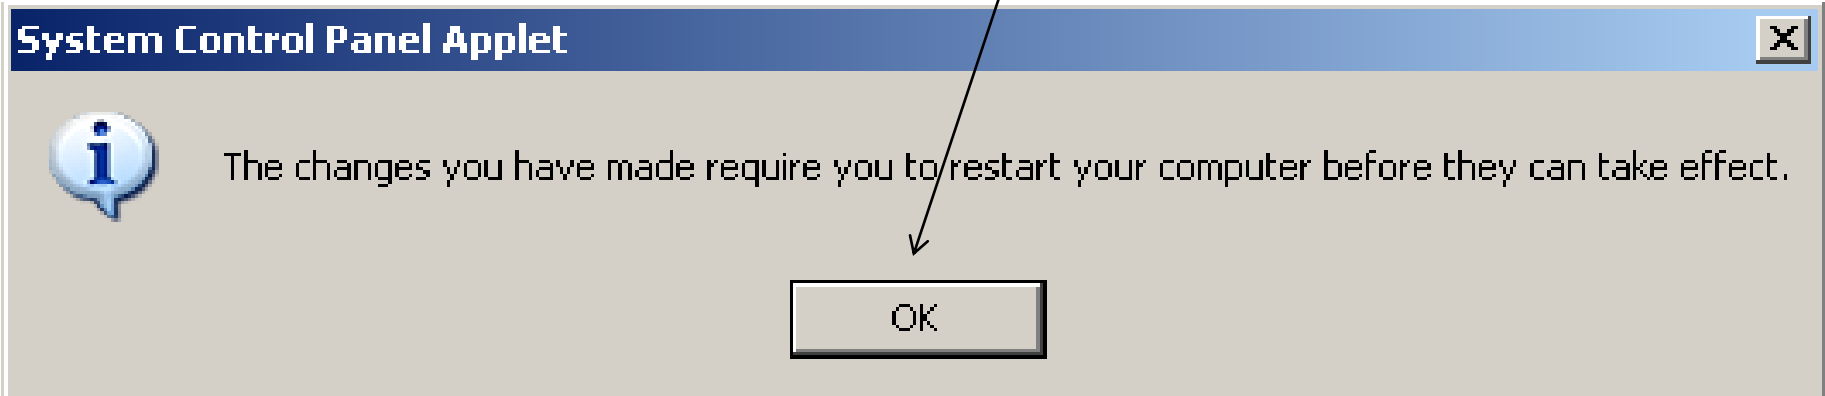 System Control Panel Applet
The changes you have made require you to restart your computer before they can take effect.
OK